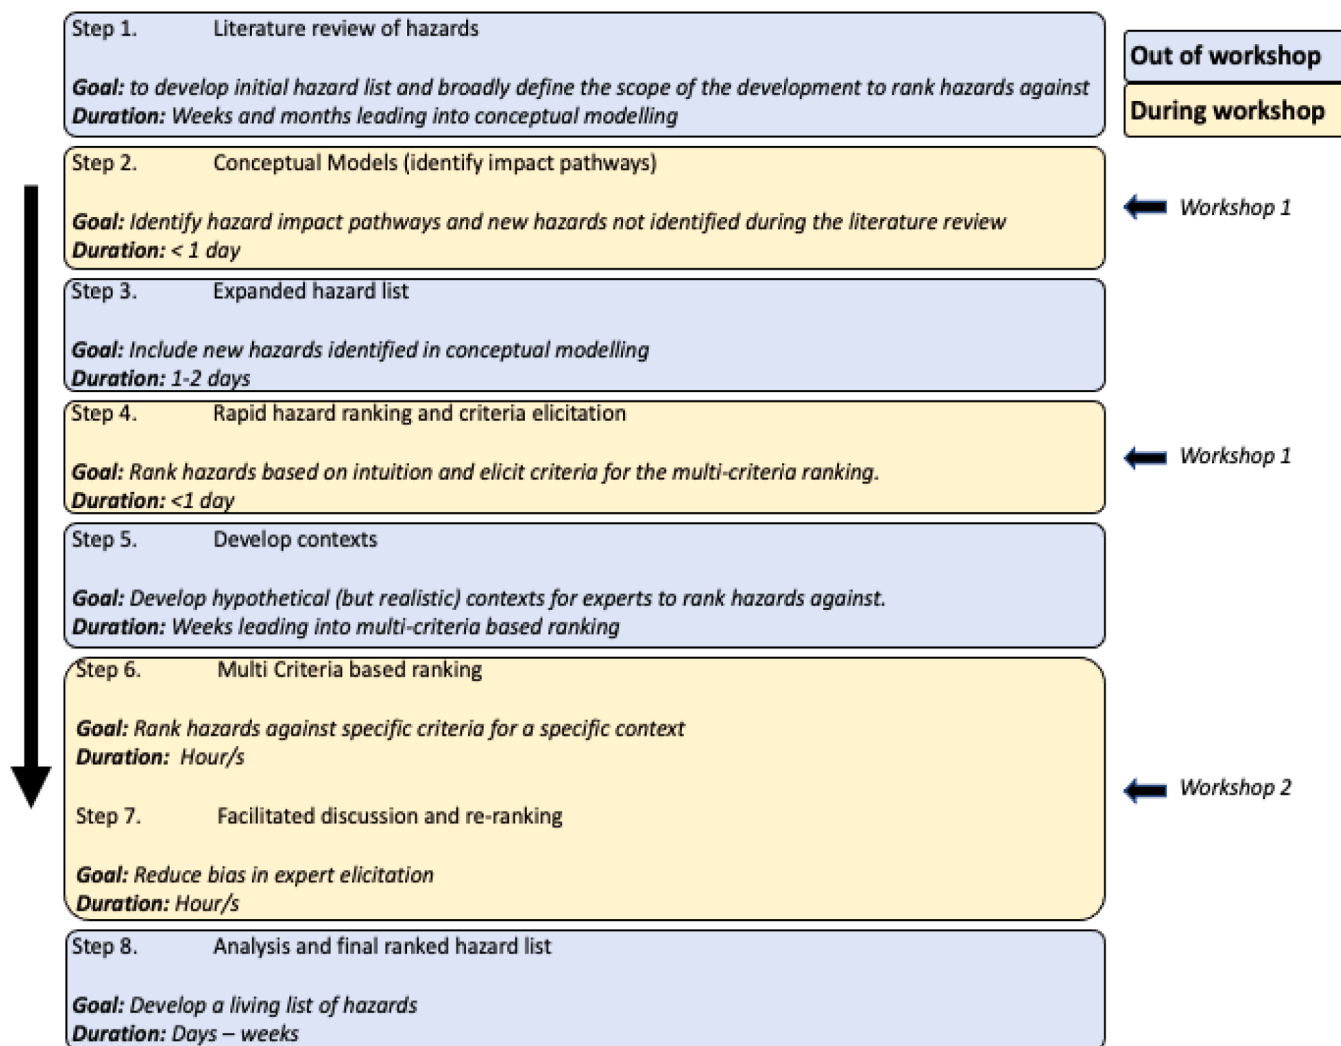 Step 1. Literature review of hazards
Goal: to develop initial hazard list and broadly define the scope of the development to rank hazards against
Duration: Weeks and months leading into conceptual modelling
Out of workshop
During workshop
Step 2. Conceptual Models (identify impact pathways)
Goal: Identify hazard impact pathways and new hazards not identified during the literature review
Duration: < 1 day
Workshop 1
Step 3. Expanded hazard list
Goal: Include new hazards identified in conceptual modelling
Duration: 1-2 days
Step 4. Rapid hazard ranking and criteria elicitation
Goal: Rank hazards based on intuition and elicit criteria for the multi-criteria ranking.
Duration: <1 day
Workshop 1
Step 5. Develop contexts
Goal: Develop hypothetical (but realistic) contexts for experts to rank hazards against.
Duration: Weeks leading into multi-criteria based ranking
Step 6. Multi Criteria based ranking
Goal: Rank hazards against specific criteria for a specific context
Duration: Hour/s
Step 7. Facilitated discussion and re-ranking
Goal: Reduce bias in expert elicitation
Duration: Hour/s
Workshop 2
Step 8. Analysis and final ranked hazard list
Goal: Develop a living list of hazards
Duration: Days – weeks